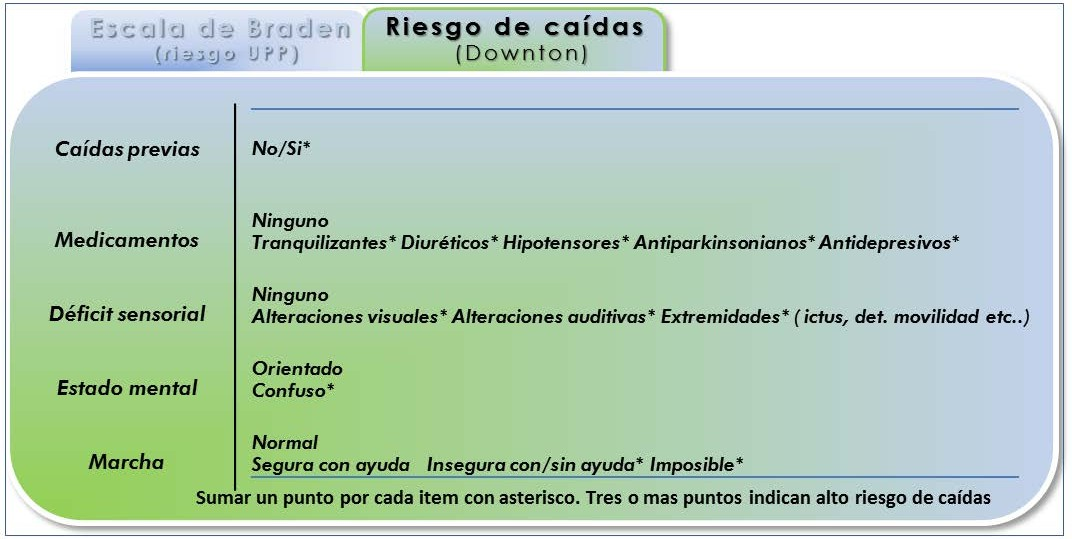 Escala de Braden
(riesgo UPP)
Riesgo de caídas
(Downton)
Caídas previas
No/Si*
Medicamentos
Ninguno
Tranquilizantes* Diuréticos* Hipotensores* Antiparkinsonianos* Antidepresivos*
Déficit sensorial
Ninguno
Alteraciones visuales* Alteraciones auditivas* Extremidades* ( ictus, det. movilidad etc..)
Estado mental
Orientado
Confuso*
Marcha
Normal
Segura con ayuda Insegura con/sin ayuda* Imposible*
Sumar un punto por cada item con asterisco. Tres o mas puntos indican alto riesgo de caídas